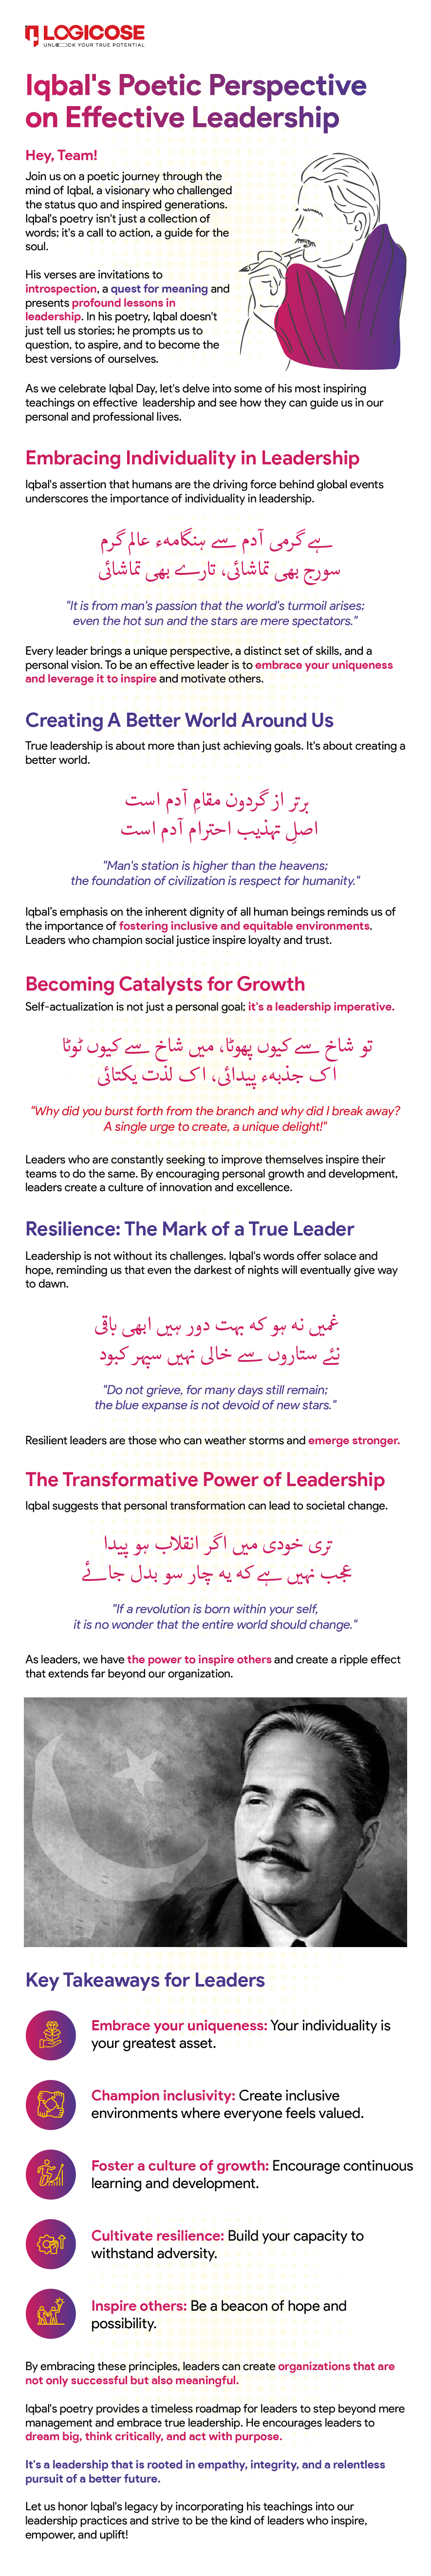 LOGICOSE
UNLOCK YOUR TRUE POTENTIAL
Iqbal's Poetic Perspective
on Effective Leadership
Hey, Team!
Join us on a poetic journey through the
mind of Iqbal, a visionary who challenged
the status quo and inspired generations.
Iqbal's poetry isn't just a collection of
words; it's a call to action, a guide for the
soul.
His verses are invitations to
introspection, a quest for meaning and
presents profound lessons in
leadership. In his poetry, Iqbal doesn't
just tell us stories; he prompts us to
question, to aspire, and to become the
best versions of ourselves.
As we celebrate Iqbal Day, let's delve into some of his most inspiring
teachings on effective leadership and see how they can guide us in our
personal and professional lives.
Embracing Individuality in Leadership
Iqbal's assertion that humans are the driving force behind global events
underscores the importance of individuality in leadership.
ہے گرمی آدم سے ہنگامہء عالم گرم
سورج بھی تماشائی، تارے بھی تماشائی
"It is from man's passion that the world's turmoil arises;
even the hot sun and the stars are mere spectators."
Every leader brings a unique perspective, a distinct set of skills, and a
personal vision. To be an effective leader is to embrace your uniqueness
and leverage it to inspire and motivate others.
Creating A Better World Around Us
True leadership is about more than just achieving goals. It's about creating a
better world.
برتر از گردون مقامِ آدم است
اصلِ تہذیب احترام آدم است
"Man's station is higher than the heavens;
the foundation of civilization is respect for humanity."
Iqbal's emphasis on the inherent dignity of all human beings reminds us of
the importance of fostering inclusive and equitable environments.
Leaders who champion social justice inspire loyalty and trust.
Becoming Catalysts for Growth
Self-actualization is not just a personal goal; it's a leadership imperative.
تو شاخ سے کیوں پھوٹا، میں شاخ سے کیوں ٹوٹا
اک جذبہء پیدائی، اک لذت یکتائی
"Why did you burst forth from the branch and why did I break away?
A single urge to create, a unique delight!"
Leaders who are constantly seeking to improve themselves inspire their
teams to do the same. By encouraging personal growth and development,
leaders create a culture of innovation and excellence.
Resilience: The Mark of a True Leader
Leadership is not without its challenges. Iqbal's words offer solace and
hope, reminding us that even the darkest of nights will eventually give way
to dawn.
غمیں نہ ہو کہ بہت دور ہیں ابھی باقی
نئے ستاروں سے خالی نہیں سپہر کبود
"Do not grieve, for many days still remain;
the blue expanse is not devoid of new stars."
Resilient leaders are those who can weather storms and emerge stronger.
The Transformative Power of Leadership
Iqbal suggests that personal transformation can lead to societal change.
تری خودی میں اگر انقلاب ہو پیدا
عجب نہیں ہے کہ یہ چار سو بدل جائے
"If a revolution is born within your self,
it is no wonder that the entire world should change."
As leaders, we have the power to inspire others and create a ripple effect
that extends far beyond our organization.
Key Takeaways for Leaders
Embrace your uniqueness: Your individuality is
your greatest asset.
Champion inclusivity: Create inclusive
environments where everyone feels valued.
Foster a culture of growth: Encourage continuous
learning and development.
Cultivate resilience: Build your capacity to
withstand adversity.
Inspire others: Be a beacon of hope and
possibility.
By embracing these principles, leaders can create organizations that are
not only successful but also meaningful.
Iqbal's poetry provides a timeless roadmap for leaders to step beyond mere
management and embrace true leadership. He encourages leaders to
dream big, think critically, and act with purpose.
It's a leadership that is rooted in empathy, integrity, and a relentless
pursuit of a better future.
Let us honor Iqbal's legacy by incorporating his teachings into our
leadership practices and strive to be the kind of leaders who inspire,
empower, and uplift!